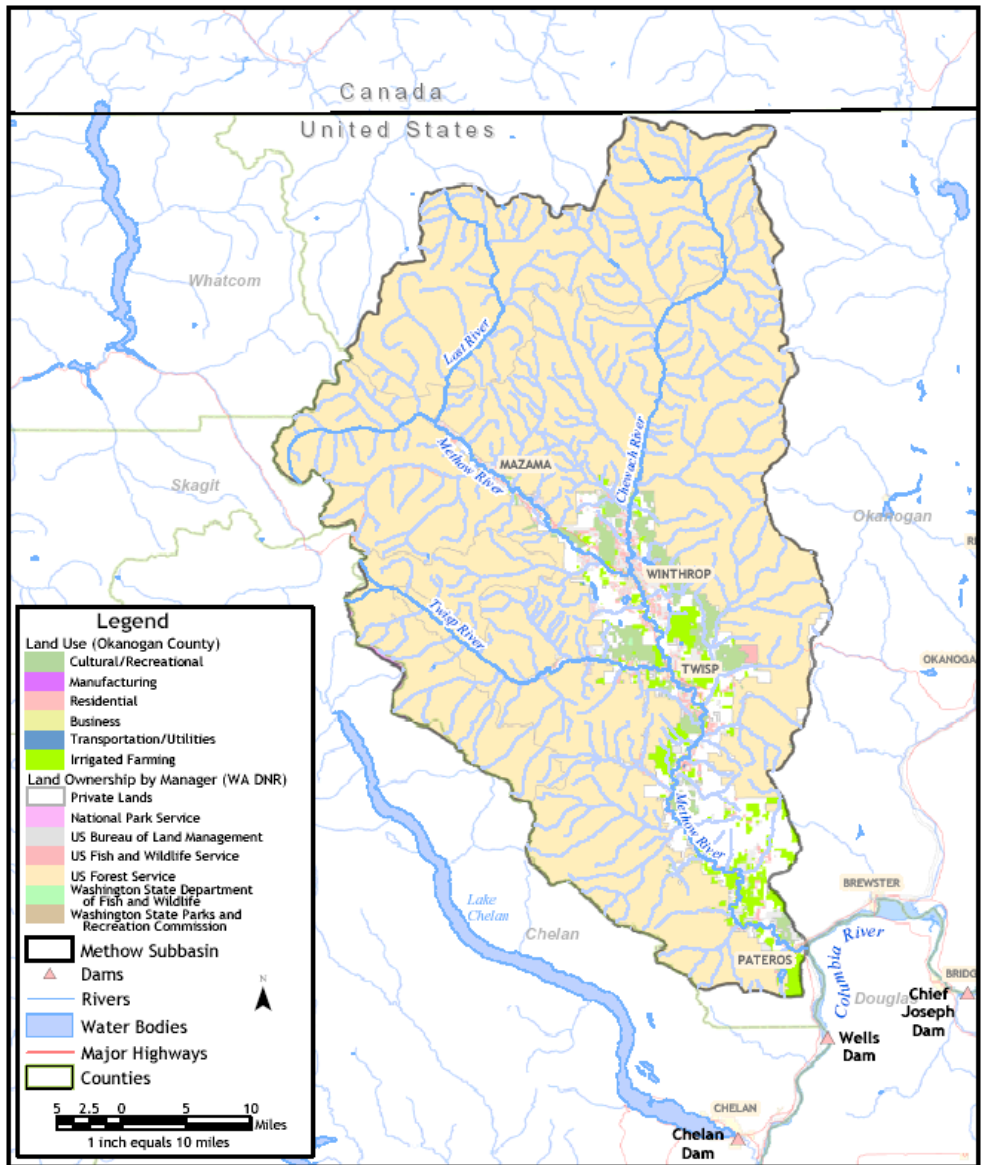 Canada
United States
Whatcom
Lost River
Chewach River
Methow River
MAZAMA
Skagit
Okanogan
WINTHROP
Twisp River
TWISP
OKANOGA
Methow River
BREWSTER
Lake
Chelan
Chelan
PATEROS
Columbia River
Douglas
BRIDG
Chief
Joseph
Dam
Wells
Dam
CHELAN
Chelan
Dam
Legend
Land Use (Okanogan County)
Cultural/Recreational
Manufacturing
Residential
Business
Transportation/Utilities
Irrigated Farming
Land Ownership by Manager (WA DNR)
Private Lands
National Park Service
US Bureau of Land Management
US Fish and Wildlife Service
US Forest Service
Washington State Department
of Fish and Wildlife
Washington State Parks and
Recreation Commission
Methow Subbasin
Dams
Rivers
Water Bodies
Major Highways
Counties
N
5 2.5 0 5 10
Miles
1 inch equals 10 miles